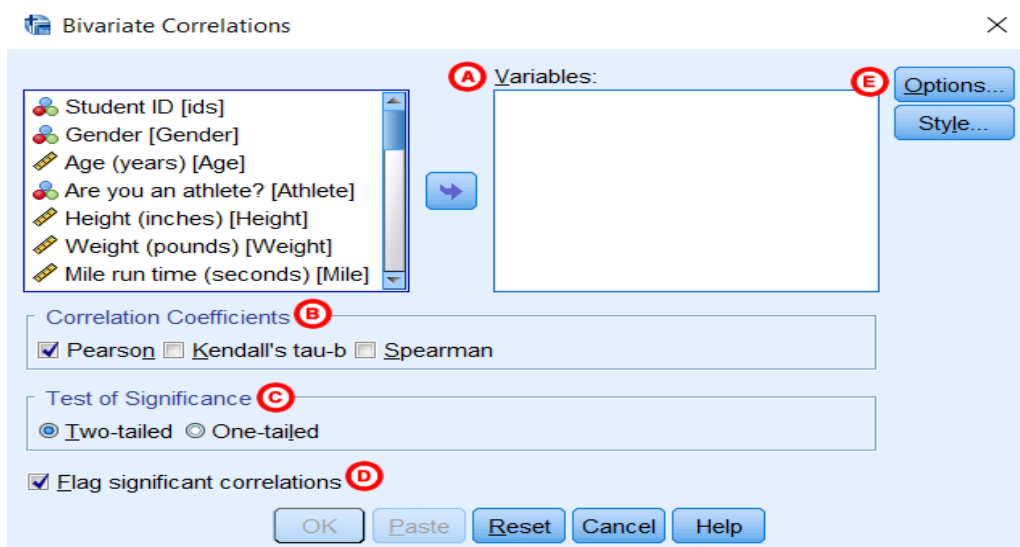 Bivariate Correlations
A Variables:
E Options...
Style...
Student ID [ids]
Gender [Gender]
Age (years) [Age]
Are you an athlete? [Athlete]
Height (inches) [Height]
Weight (pounds) [Weight]
Mile run time (seconds) [Mile]
Correlation Coefficients B
Pearson Kendall's tau-b Spearman
Test of Significance C
Two-tailed One-tailed
Flag significant correlations D
OK Paste Reset Cancel Help